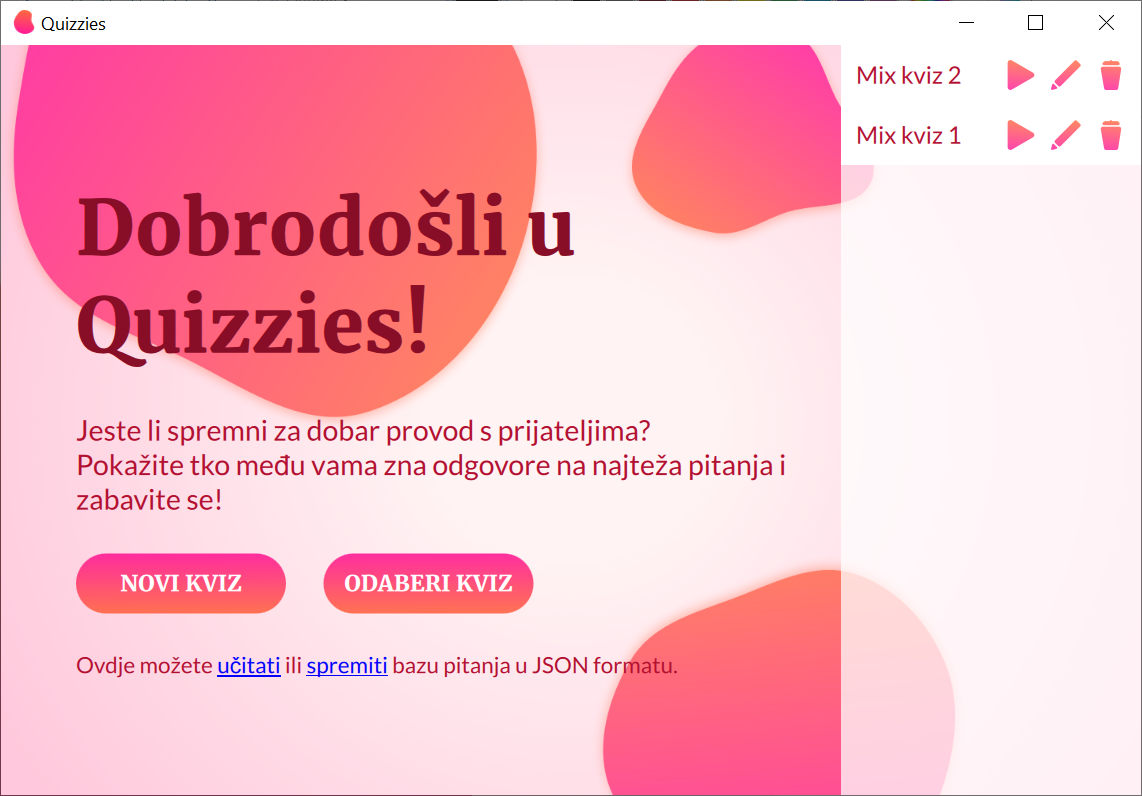 Quizzies
Mix kviz 2
Mix kviz 1
Dobrodošli u
Quizzies!
Jeste li spremni za dobar provod s prijateljima?
Pokažite tko među vama zna odgovore na najteža pitanja i
zabavite se!
NOVI KVIZ
ODABERI KVIZ
Ovdje možete učitati ili spremiti bazu pitanja u JSON formatu.